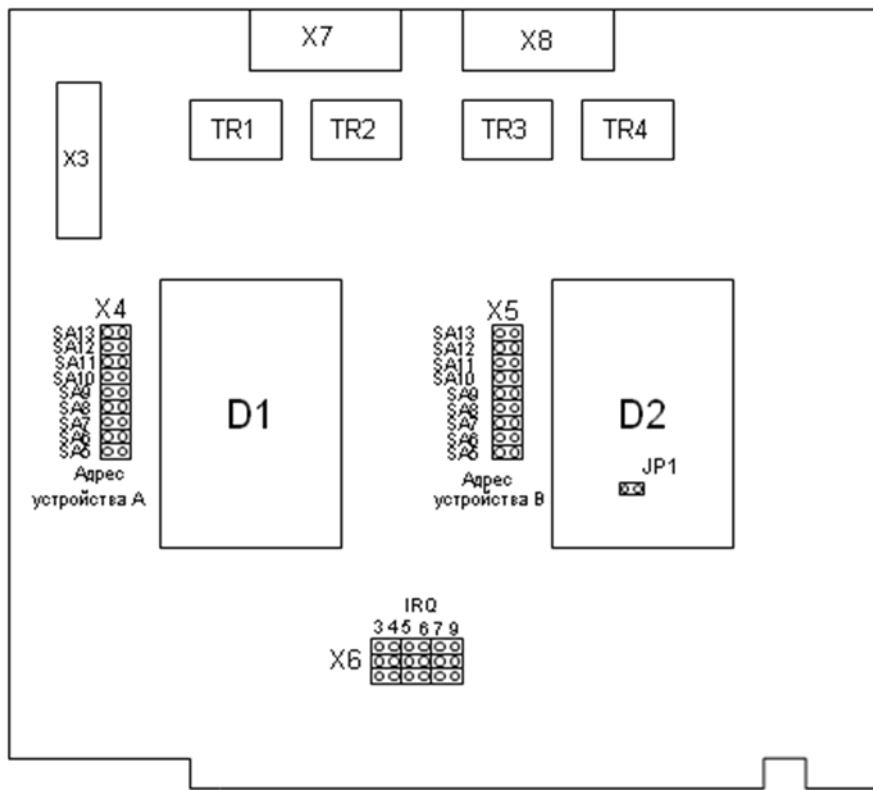 X7
X8
X3
TR1
TR2
TR3
TR4
X4
SA13
SA12
SA11
SA10
SA9
SA8
SA7
SA6
SA5
Адрес
устройства A
D1
X5
SA13
SA12
SA11
SA10
SA9
SA8
SA7
SA6
SA5
Адрес
устройства B
D2
JP1
IRQ
3 4 5 6 7 9
X6